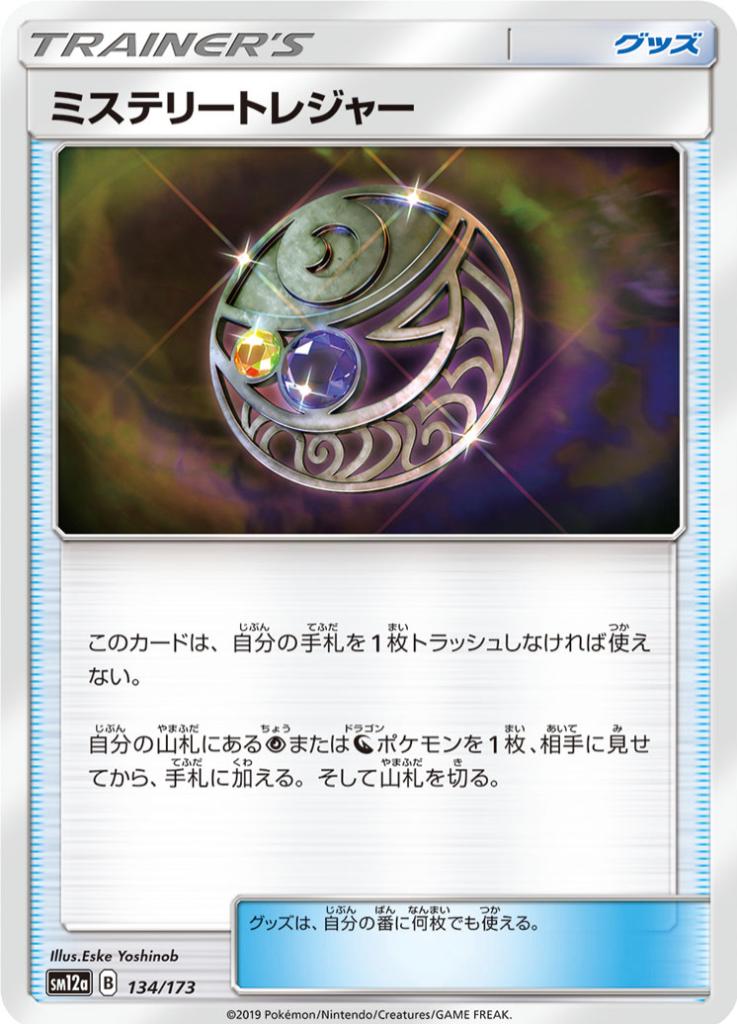 TRAINER'S
グッズ
ミステリートレジャー
このカードは、自分の手札を1枚トラッシュしなければ使え
ない。
自分の山札にあるまたはポケモンを1枚、相手に見せ
てから、手札に加える。そして山札を切る。
グッズは、自分の番に何枚でも使える。
Illus.Eske Yoshinob
sm12a B 134/173
©2019 Pokémon/Nintendo/Creatures/GAME FREAK.